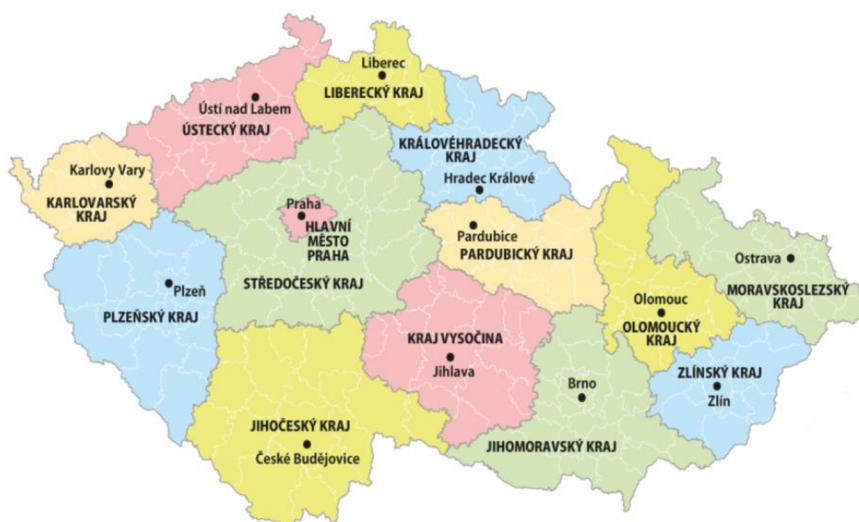 Liberec
LIBERECKÝ KRAJ
Ústí nad Labem
ÚSTECKÝ KRAJ
KRÁLOVÉHRADECKÝ
KRAJ
Hradec Králové
Karlovy Vary
KARLOVARSKÝ
KRAJ
Praha
HLAVNÍ
MĚSTO
PRAHA
Pardubice
PARDUBICKÝ KRAJ
STŘEDOČESKÝ KRAJ
Plzeň
PLZEŇSKÝ KRAJ
Ostrava
MORAVSKOSLEZSKÝ
KRAJ
Olomouc
OLOMOUCKÝ
KRAJ
KRAJ VYSOČINA
Jihlava
ZLÍNSKÝ KRAJ
Zlín
Brno
JIHOMORAVSKÝ KRAJ
JIHOČESKÝ KRAJ
České Budějovice